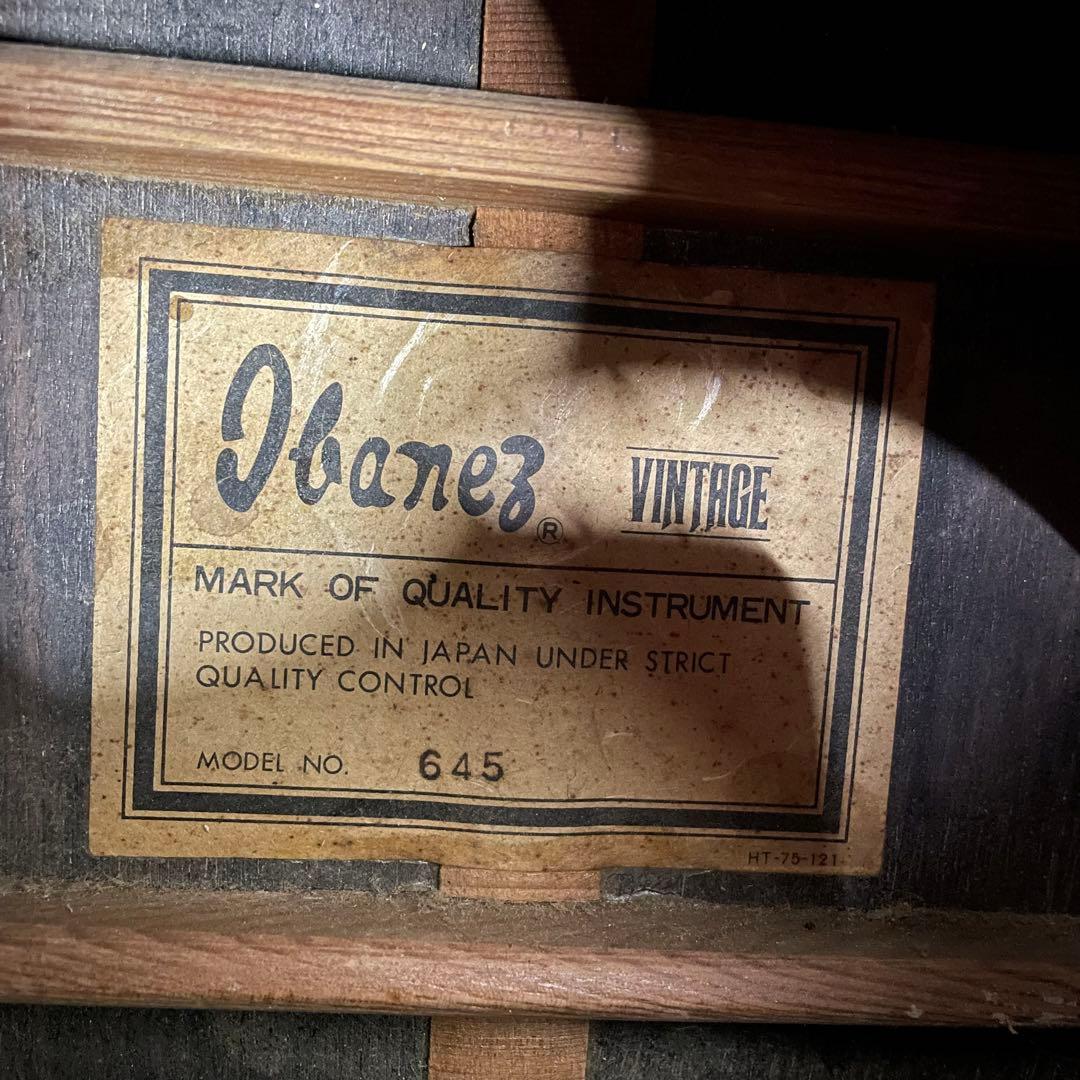 Ibanez® VINTAGE
MARK OF QUALITY INSTRUMENT
PRODUCED IN JAPAN UNDER STRICT
QUALITY CONTROL
MODEL NO. 645
HT-75-121